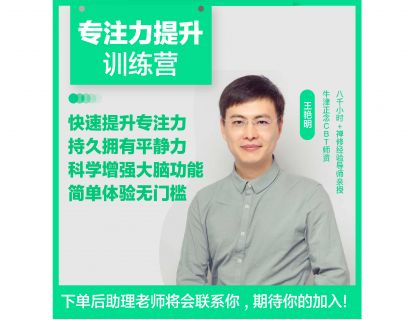 专注力提升
训练营
快速提升专注力
持久拥有平静力
科学增强大脑功能
简单体验无门槛
王艳明
八千小时+禅修经验导师亲授
牛津正念CBT师资
下单后助理老师将会联系你,期待你的加入!